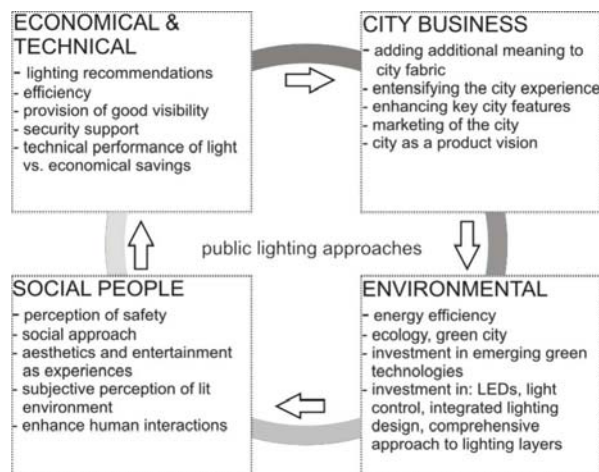 ECONOMICAL &
TECHNICAL
- lighting recommendations
- efficiency
- provision of good visibility
- security support
- technical performance of light
vs. economical savings
CITY BUSINESS
- adding additional meaning to
city fabric
- entensifying the city experience
- enhancing key city features
- marketing of the city
- city as a product vision
public lighting approaches
SOCIAL PEOPLE
- perception of safety
- social approach
- aesthetics and entertainment
as experiences
- subjective perception of lit
environment
- enhance human interactions
ENVIRONMENTAL
- energy efficiency
- ecology, green city
- investment in emerging green
technologies
- investment in: LEDs, light
control, integrated lighting
design, comprehensive
approach to lighting layers